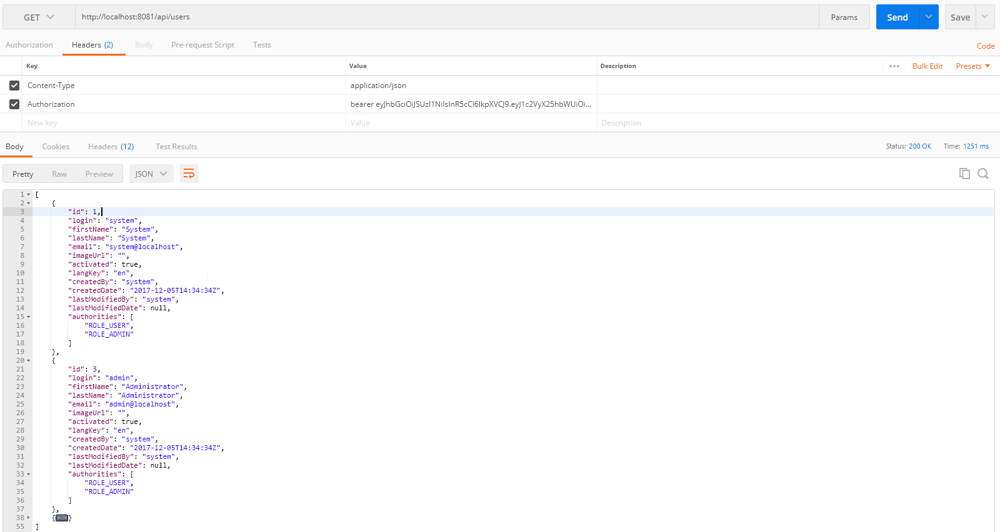 GET http://localhost:8081/api/users Params Send Save
Authorization Headers (2) Body Pre-request Script Tests Code
Key Value Description ••• Bulk Edit Presets
Content-Type application/json
Authorization bearer eyJhbGciOiJSUzI1NiIsInR5cCI6IkpXVCJ9.eyJ1c2VyX25hbWUiOi...
New key Value Description
Body Cookies Headers (12) Test Results Status: 200 OK Time: 1251 ms
Pretty Raw Preview JSON
1 [
2 {
3 "id": 1,
4 "login": "system",
5 "firstName": "System",
6 "lastName": "System",
7 "email": "system@localhost",
8 "imageUrl": "",
9 "activated": true,
10 "langKey": "en",
11 "createdBy": "system",
12 "createdDate": "2017-12-05T14:34:34Z",
13 "lastModifiedBy": "system",
14 "lastModifiedDate": null,
15 "authorities": [
16 "ROLE_USER",
17 "ROLE_ADMIN"
18 ]
19 },
20 {
21 "id": 3,
22 "login": "admin",
23 "firstName": "Administrator",
24 "lastName": "Administrator",
25 "email": "admin@localhost",
26 "imageUrl": "",
27 "activated": true,
28 "langKey": "en",
29 "createdBy": "system",
30 "createdDate": "2017-12-05T14:34:34Z",
31 "lastModifiedBy": "system",
32 "lastModifiedDate": null,
33 "authorities": [
34 "ROLE_USER",
35 "ROLE_ADMIN"
36 ]
37 },
38 {}
55 ]